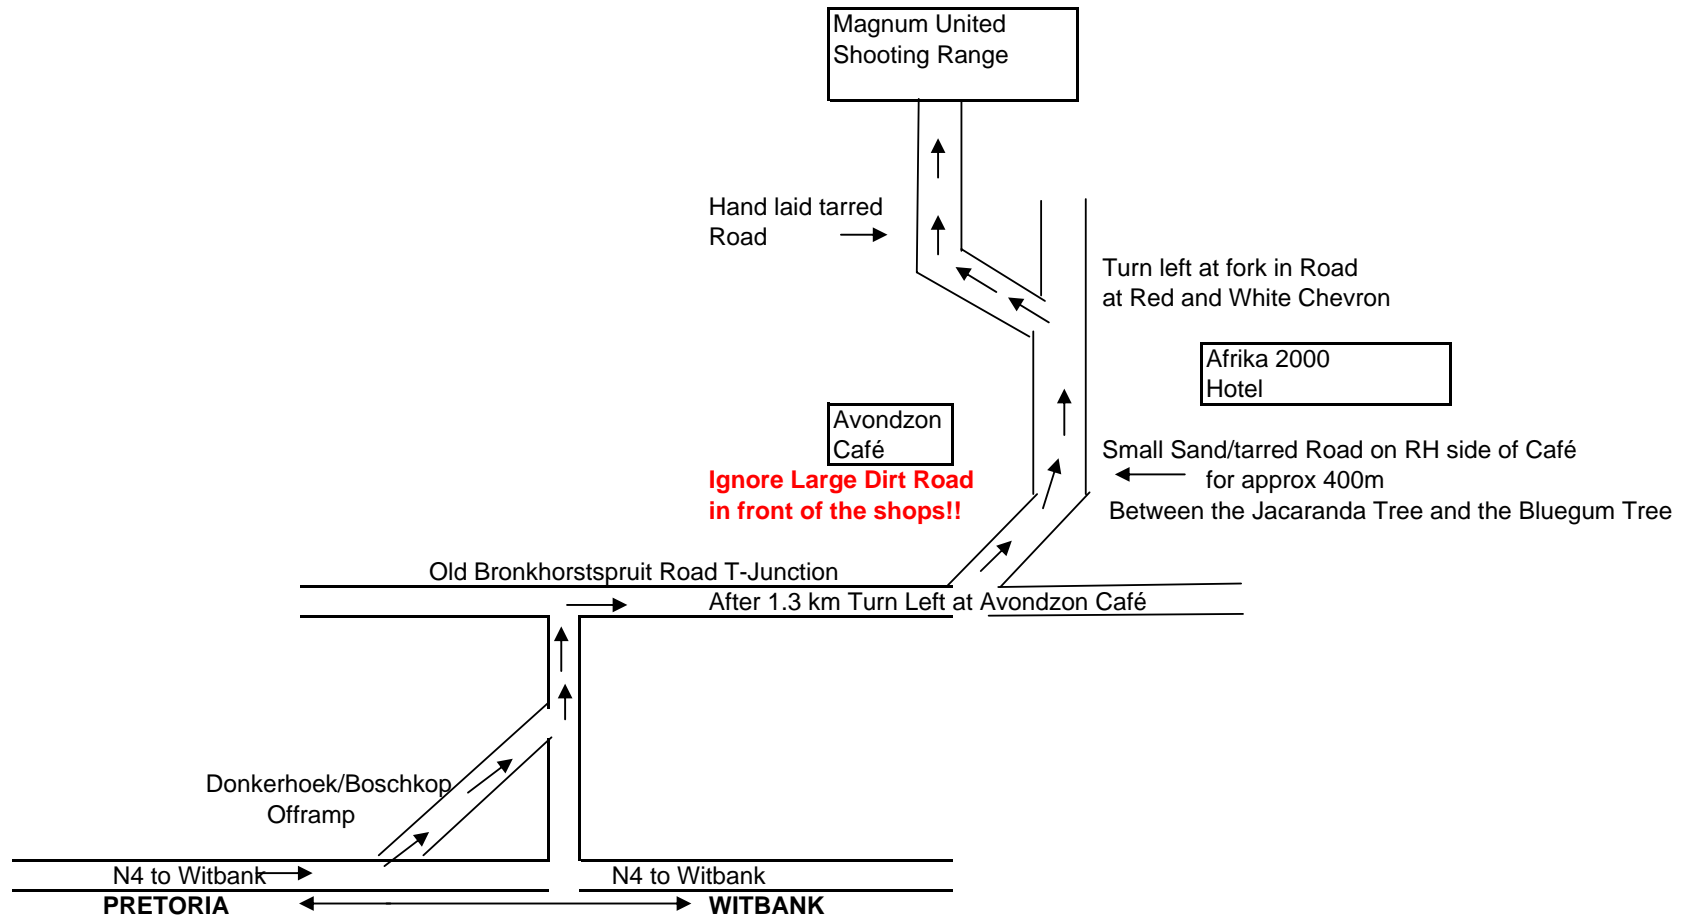 Magnum United
Shooting Range
Hand laid tarred
Road
Turn left at fork in Road
at Red and White Chevron
Afrika 2000
Hotel
Avondzon
Café
Ignore Large Dirt Road
in front of the shops!!
Small Sand/tarred Road on RH side of Café
for approx 400m
Between the Jacaranda Tree and the Bluegum Tree
Old Bronkhorstspruit Road T-Junction
After 1.3 km Turn Left at Avondzon Café
Donkerhoek/Boschkop
Offramp
N4 to Witbank
N4 to Witbank
PRETORIA
WITBANK